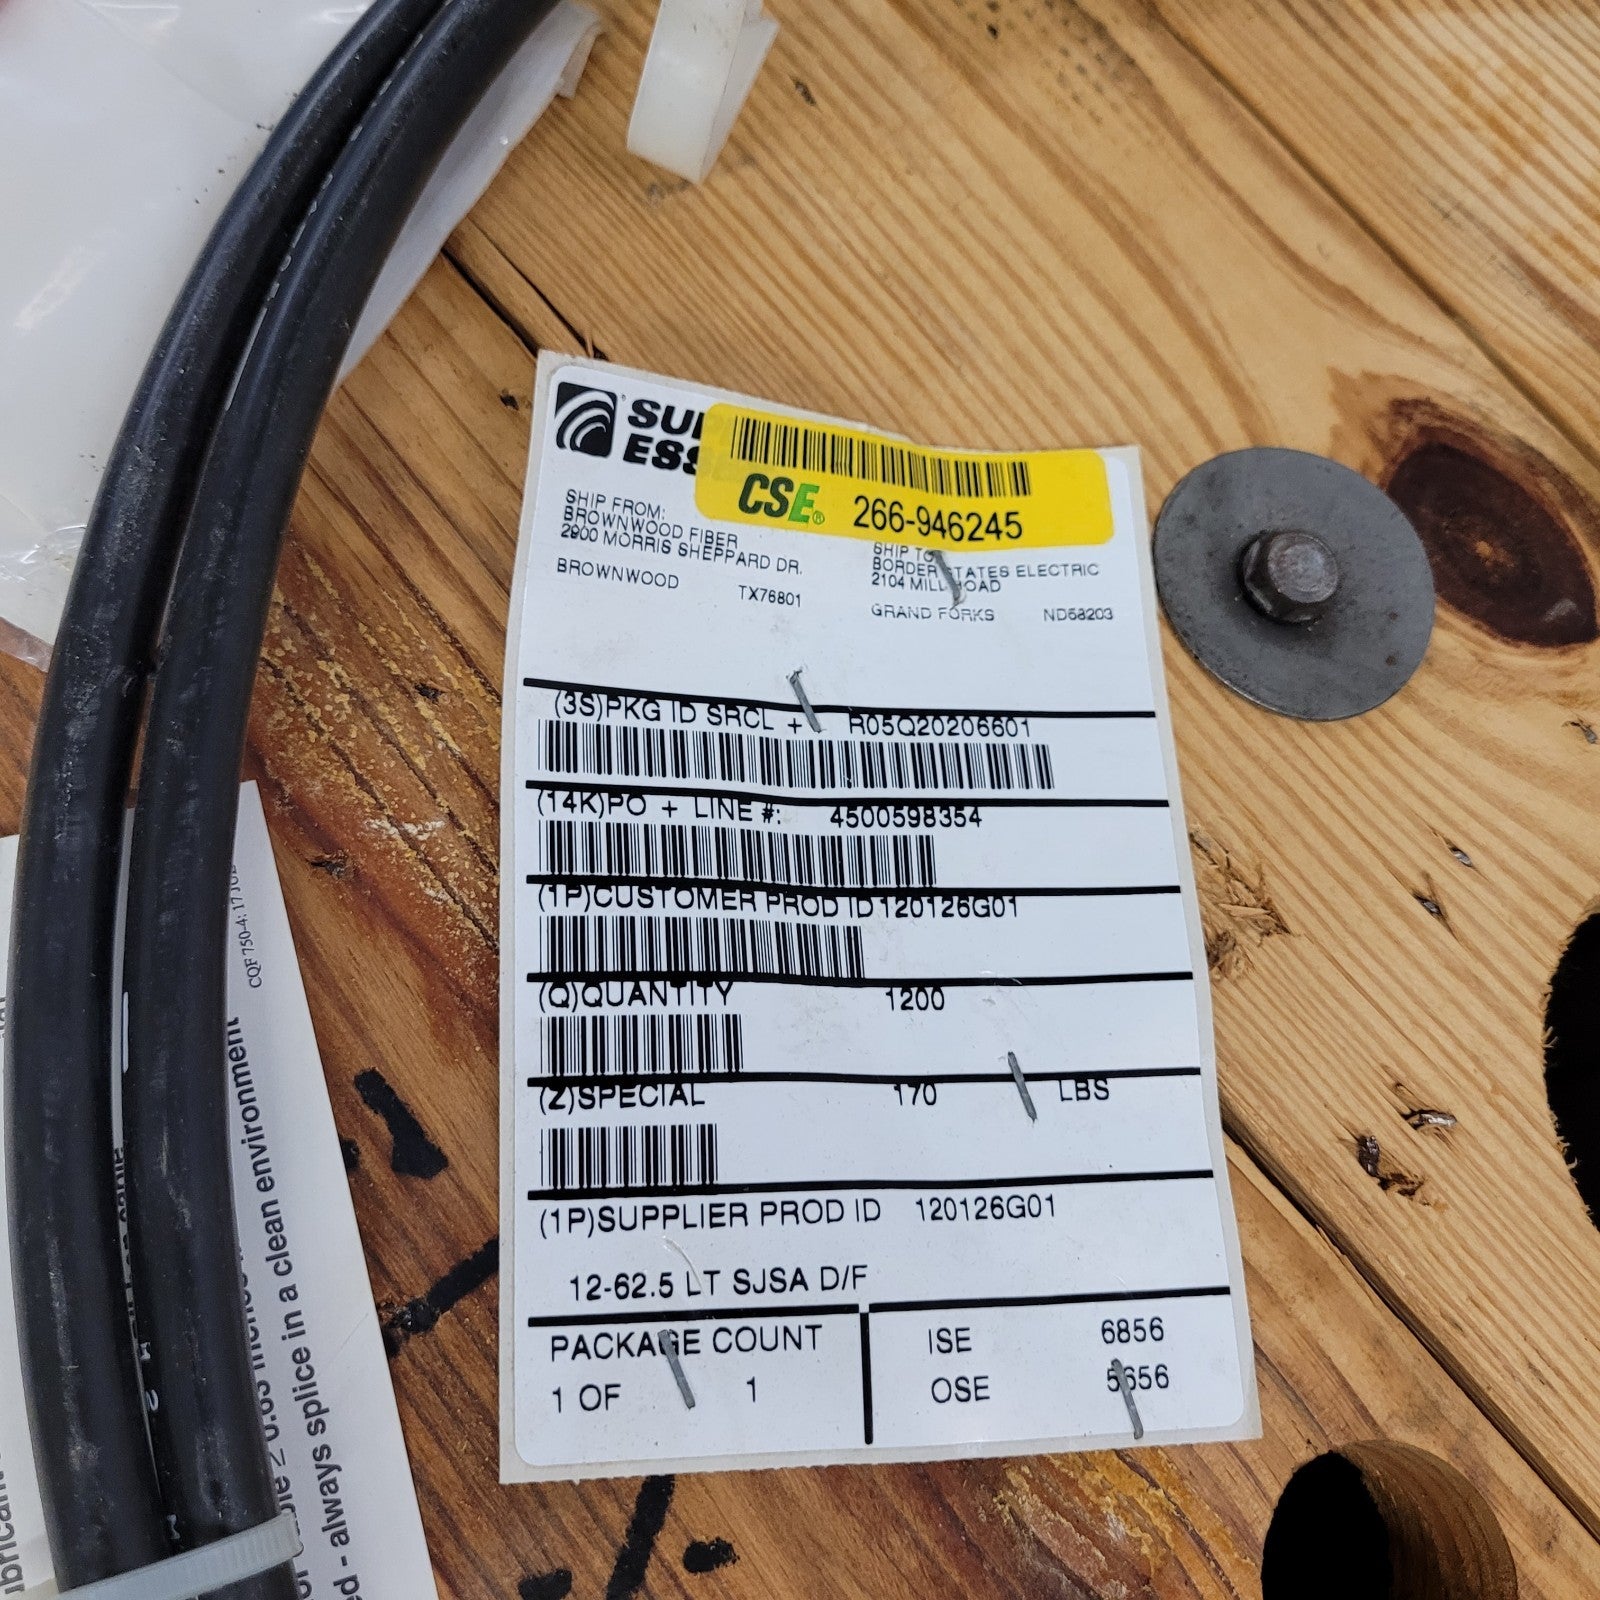 SU
ESS
CSE® 266-946245
SHIP FROM:
BROWNWOOD FIBER
2900 MORRIS SHEPPARD DR.
BROWNWOOD TX76801
SHIP TO
BORDER STATES ELECTRIC
2104 MILL ROAD
GRAND FORKS ND58203
(3S)PKG ID SRCL + R05Q20206601
(14K)PO + LINE #: 4500598354
(1P)CUSTOMER PROD ID 120126G01
(Q)QUANTITY 1200
(Z)SPECIAL 170 LBS
(1P)SUPPLIER PROD ID 120126G01
12-62.5 LT SJSA D/F
PACKAGE COUNT
1 OF 1
ISE 6856
OSE 5656
CQF 750-4:
environment
always splice in a clean